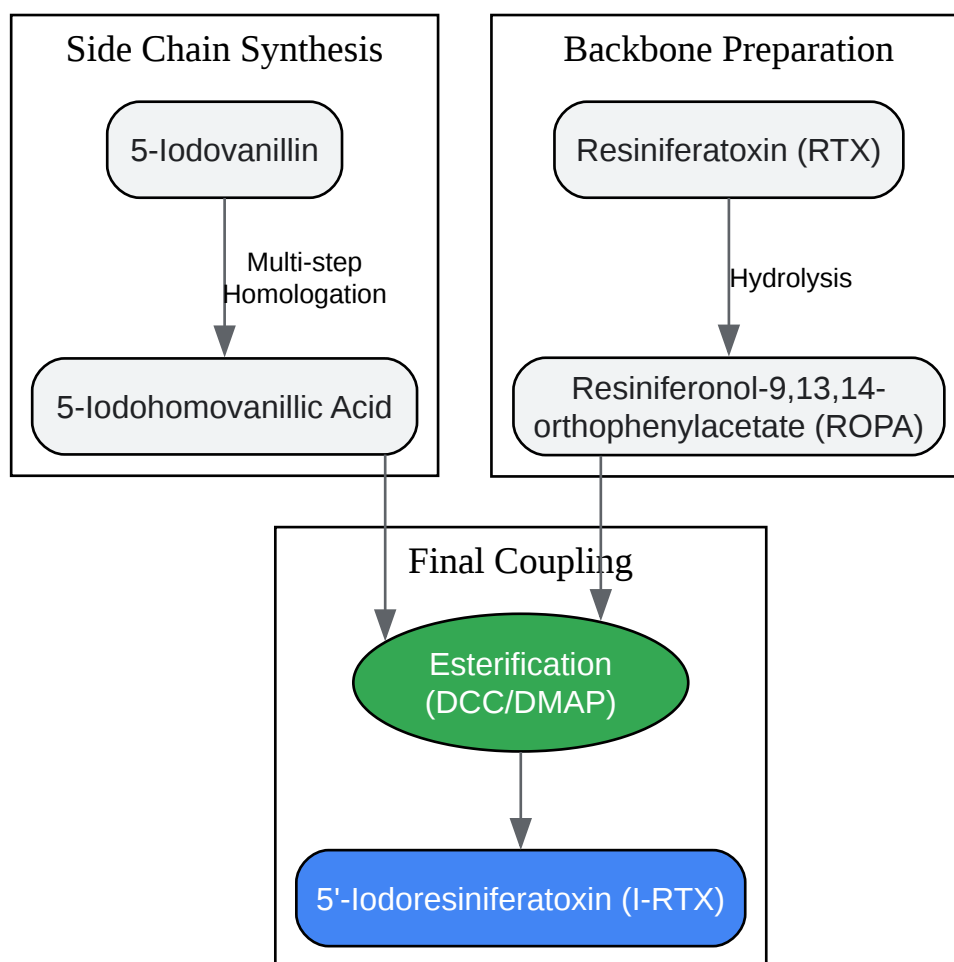 Side Chain Synthesis
5-Iodovanillin
Multi-step
Homologation
5-Iodohomovanillic Acid
Backbone Preparation
Resiniferatoxin (RTX)
Hydrolysis
Resiniferonol-9,13,14-
orthophenylacetate (ROPA)
Final Coupling
Esterification
(DCC/DMAP)
5'-Iodoresiniferatoxin (I-RTX)